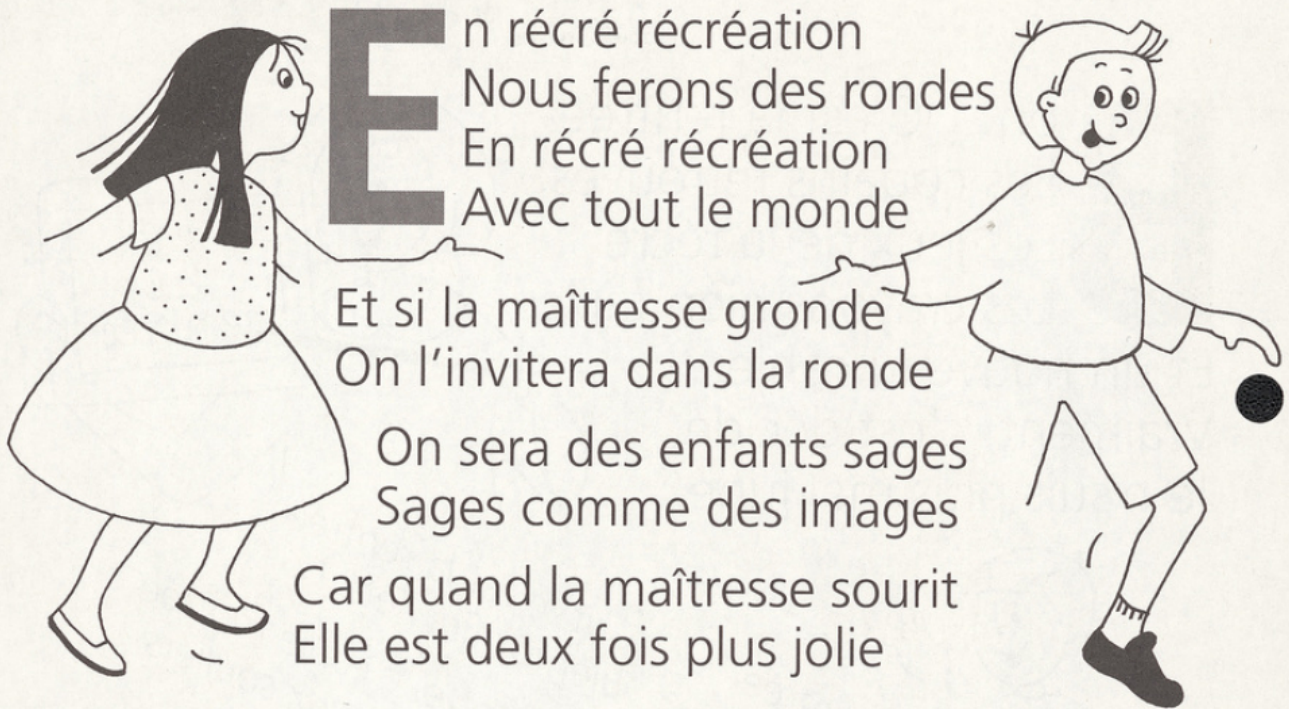 En récré récréation
Nous ferons des rondes
En récré récréation
Avec tout le monde
Et si la maîtresse gronde
On l'invitera dans la ronde
On sera des enfants sages
Sages comme des images
Car quand la maîtresse sourit
Elle est deux fois plus jolie